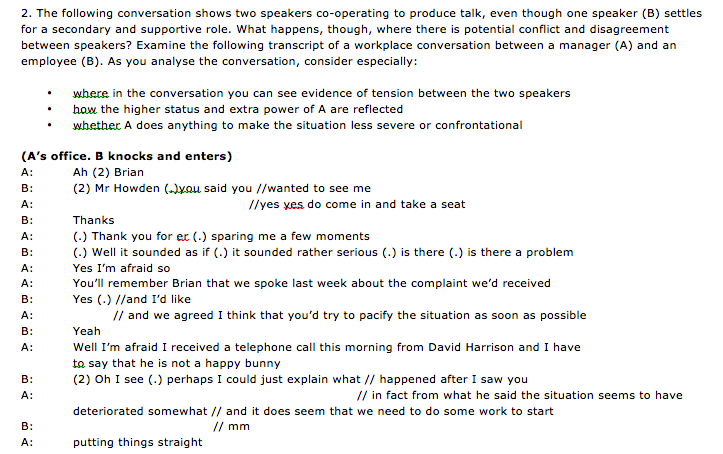 2. The following conversation shows two speakers co-operating to produce talk, even though one speaker (B) settles
for a secondary and supportive role. What happens, though, where there is potential conflict and disagreement
between speakers? Examine the following transcript of a workplace conversation between a manager (A) and an
employee (B). As you analyse the conversation, consider especially:
• where in the conversation you can see evidence of tension between the two speakers
• how the higher status and extra power of A are reflected
• whether A does anything to make the situation less severe or confrontational
(A's office. B knocks and enters)
A: Ah (2) Brian
B: (2) Mr Howden (.)you said you //wanted to see me
A: //yes yes do come in and take a seat
B: Thanks
A: (.) Thank you for er (.) sparing me a few moments
B: (.) Well it sounded as if (.) it sounded rather serious (.) is there (.) is there a problem
A: Yes I'm afraid so
A: You'll remember Brian that we spoke last week about the complaint we'd received
B: Yes (.) //and I'd like
A: // and we agreed I think that you'd try to pacify the situation as soon as possible
B: Yeah
A: Well I'm afraid I received a telephone call this morning from David Harrison and I have
to say that he is not a happy bunny
B: (2) Oh I see (.) perhaps I could just explain what // happened after I saw you
A: // in fact from what he said the situation seems to have
deteriorated somewhat // and it does seem that we need to do some work to start
B: // mm
A: putting things straight